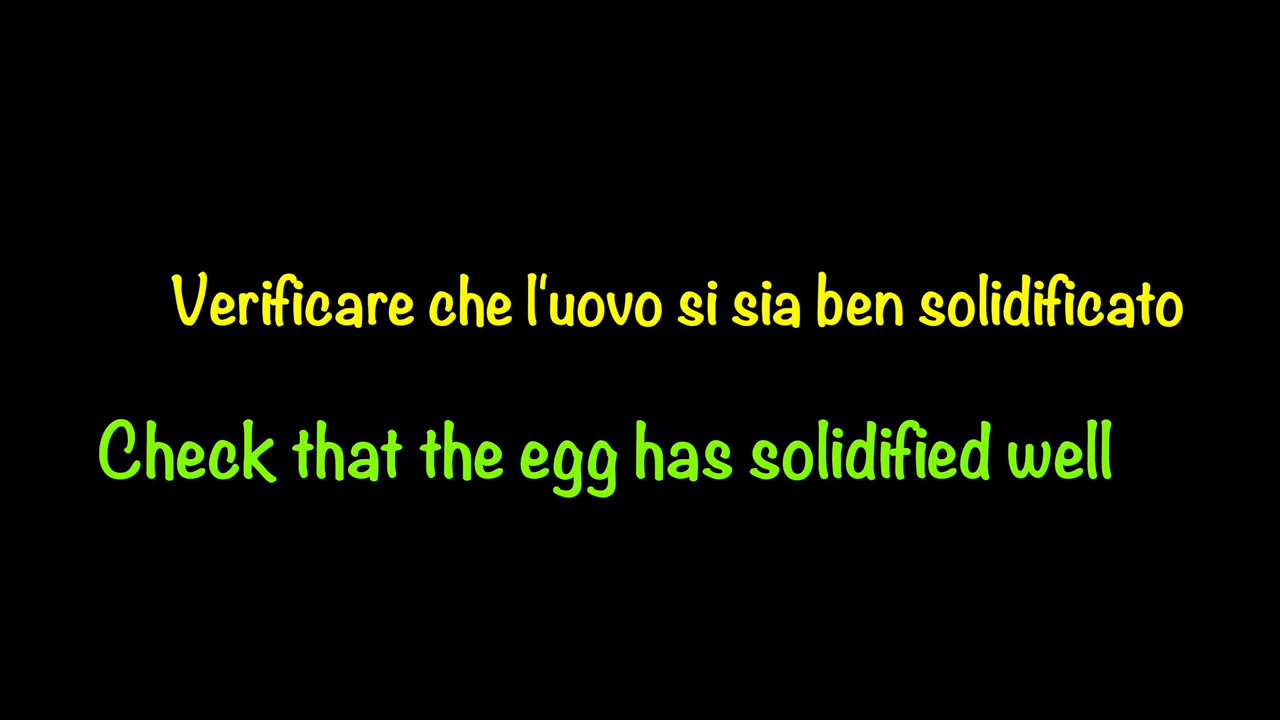 Verificare che l'uovo si sia ben solidificato
Check that the egg has solidified well